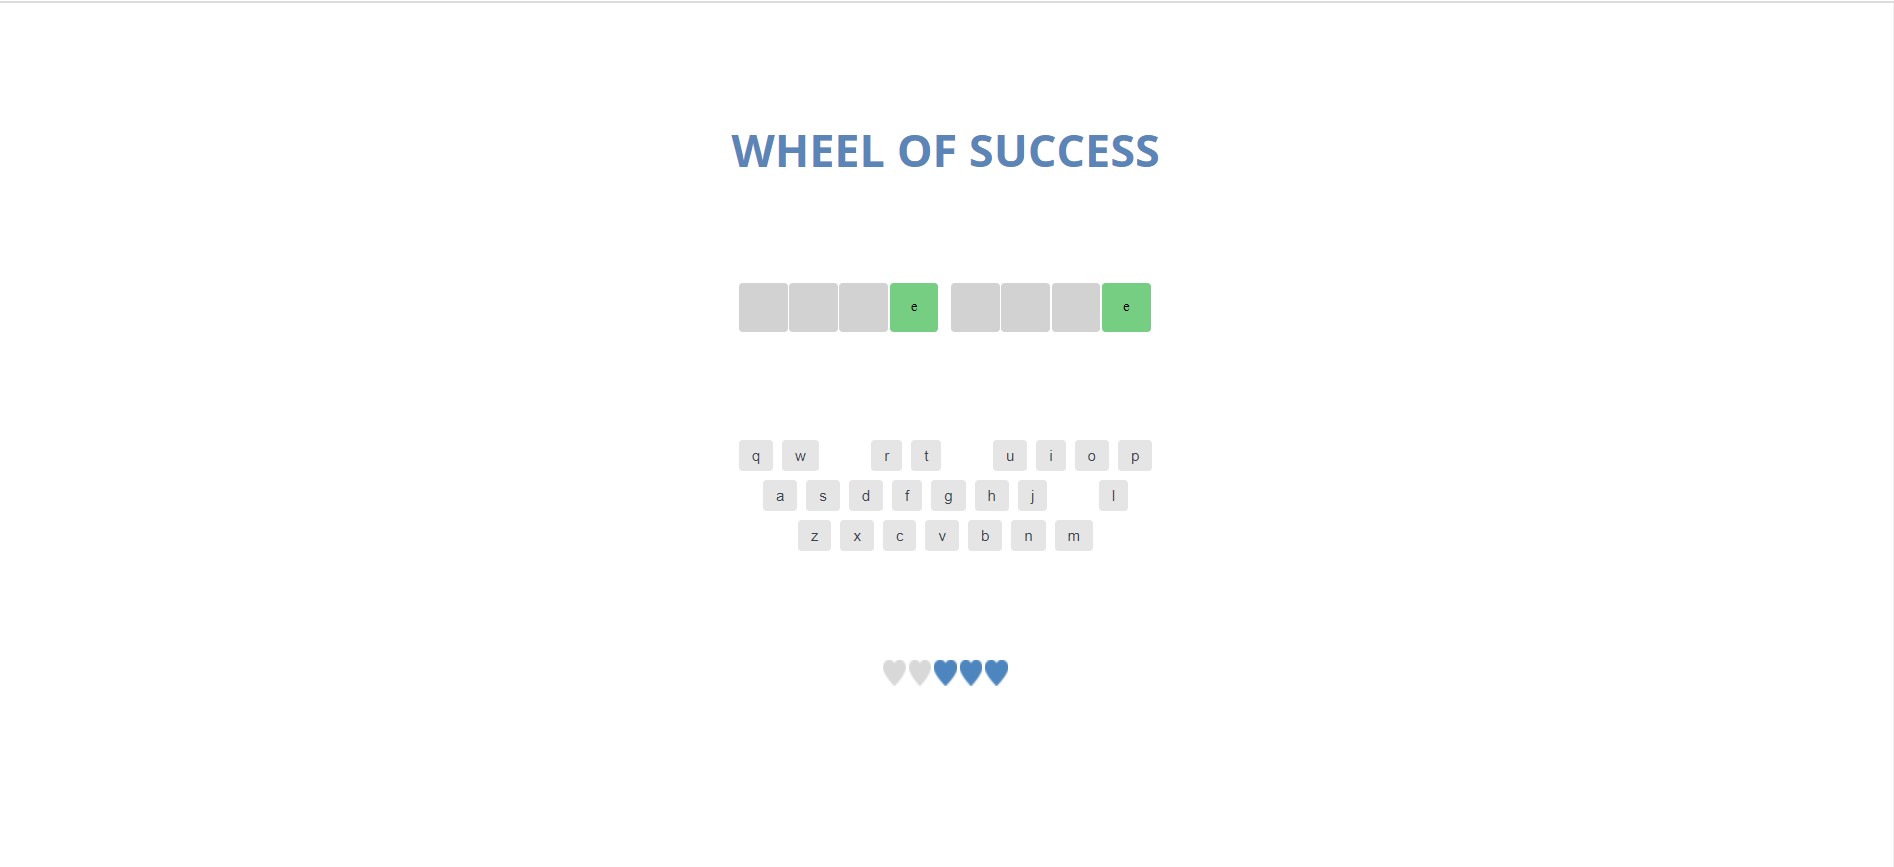 WHEEL OF SUCCESS
e e
q w r t u i o p
a s d f g h j l
z x c v b n m